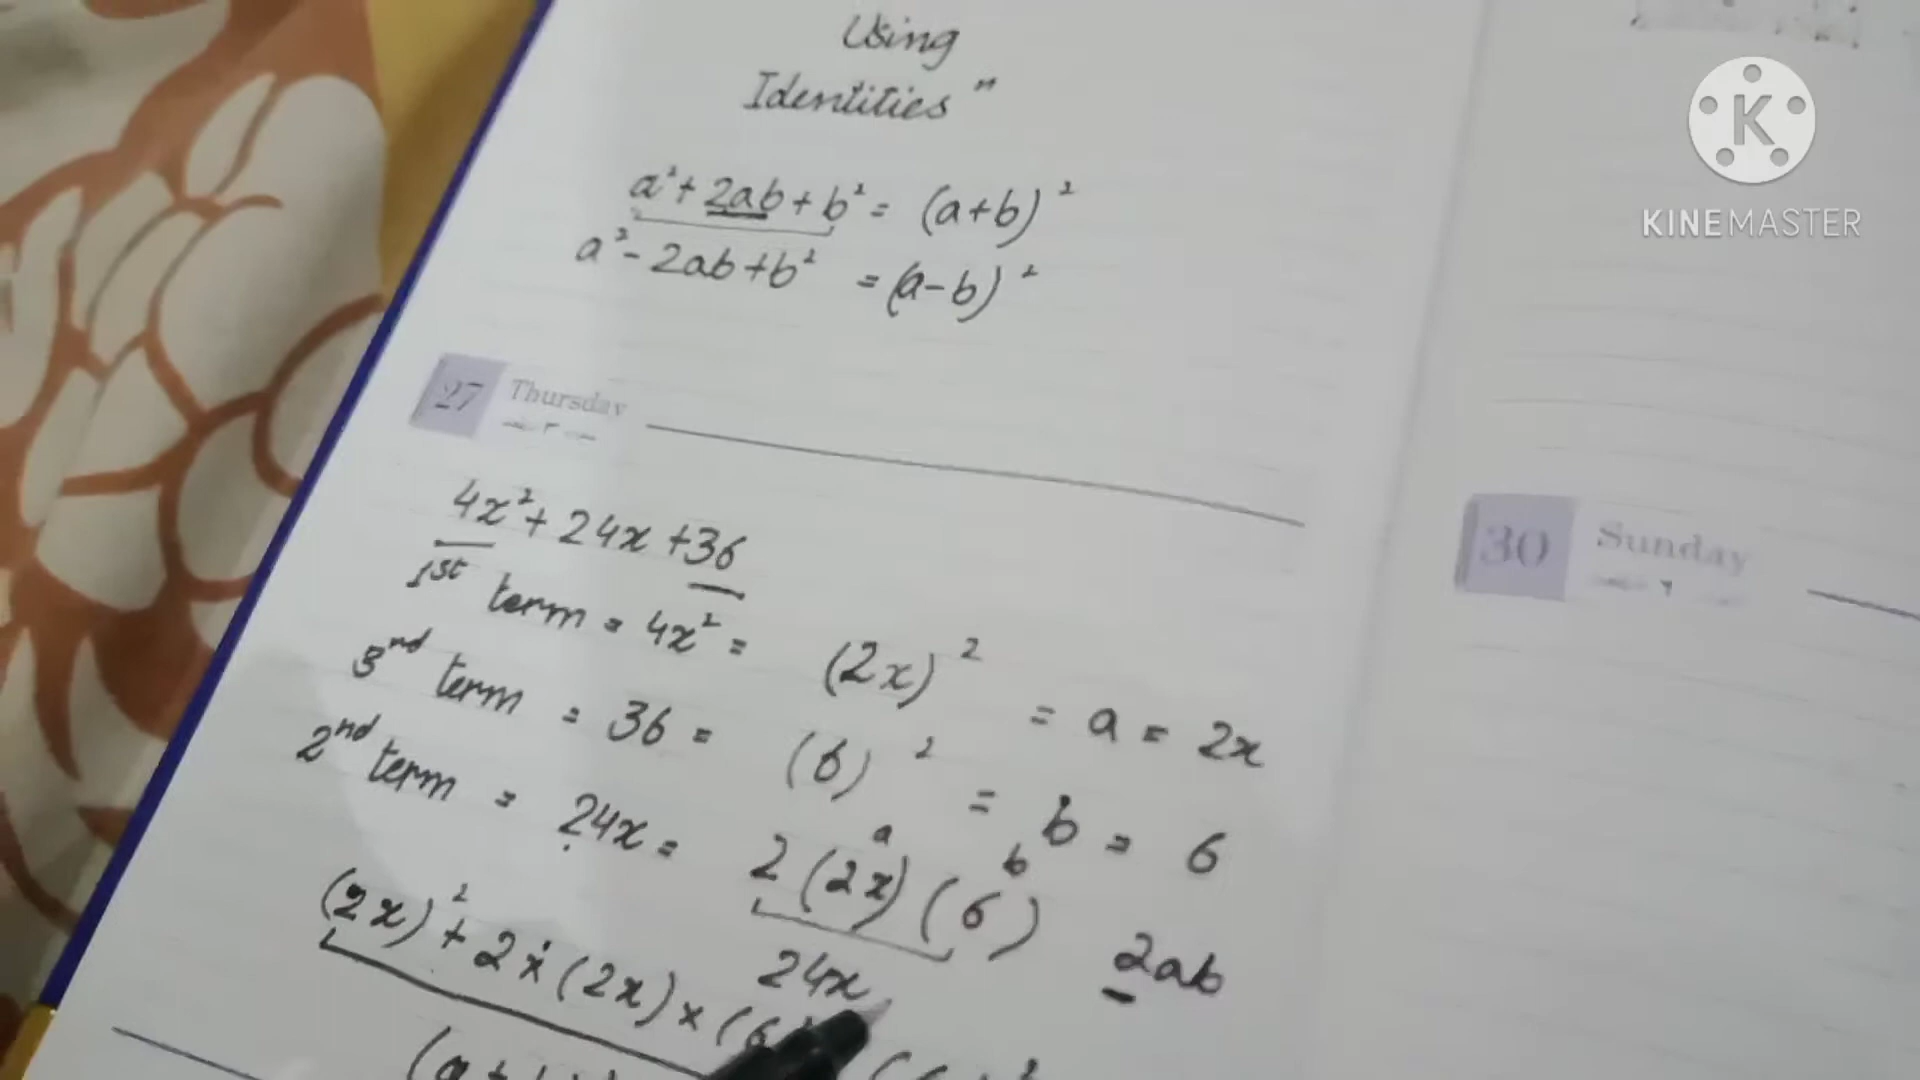 Using
Identities "
a² + 2ab + b² = (a+b)²
a² - 2ab + b² = (a-b)²
27 Thursday
4x² + 24x + 36
1st term = 4x² = (2x)² = a = 2x
3nd term = 36 = (6)² = b = 6
2nd term = 24x = 2 (2x) (6) 2ab
a b
24x
(2x)² + 2 × (2x) × (6
(a +
30 Sunday
K
KINEMASTER